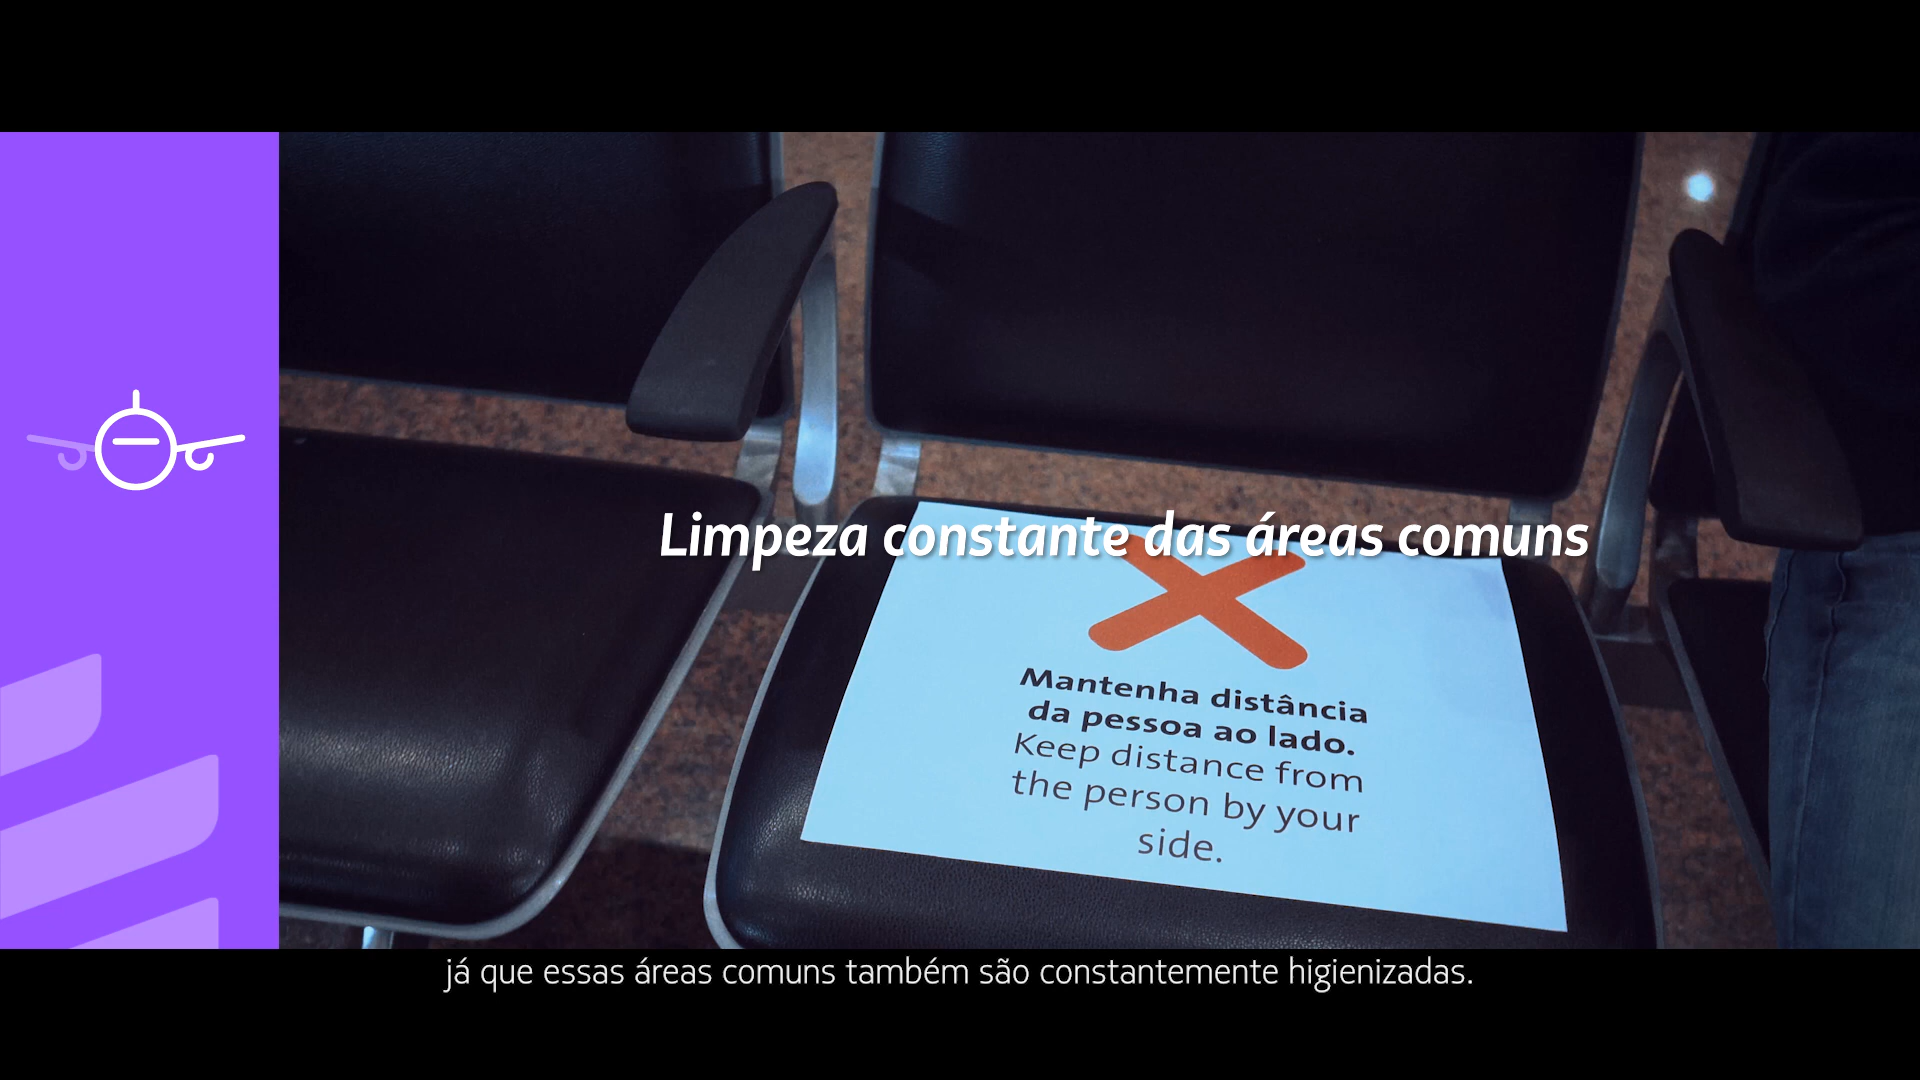 Limpeza constante das áreas comuns
Mantenha distância
da pessoa ao lado.
Keep distance from
the person by your
side.
já que essas áreas comuns também são constantemente higienizadas.